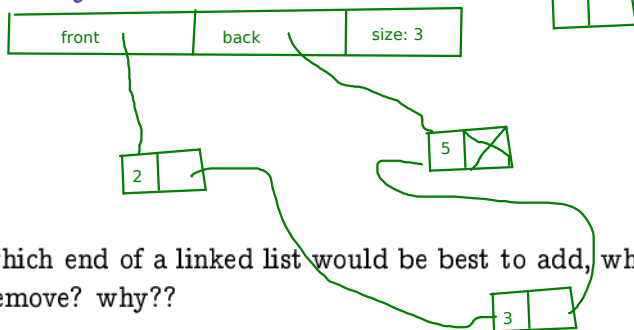 front back size: 3
5
2
hich end of a linked list would be best to add, wh
emove? why??
3